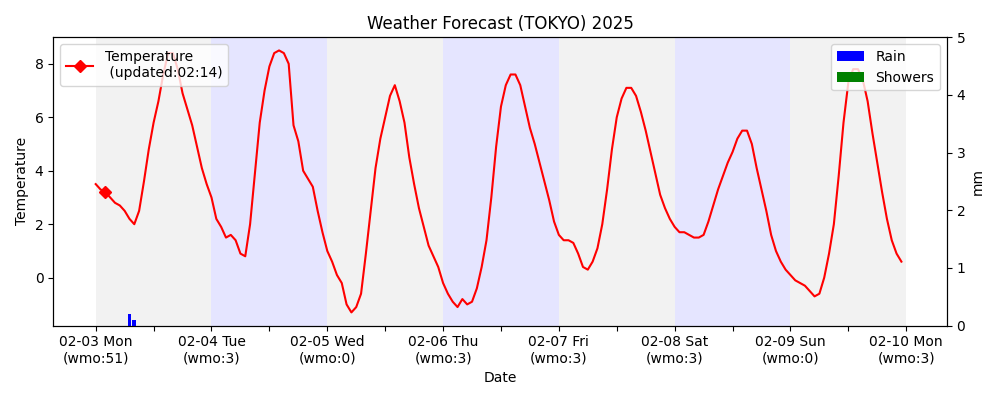 Weather Forecast (TOKYO) 2025
Temperature
(updated:02:14)
Rain
Showers
Temperature
8
6
4
2
0
5
4
3
2
1
0
mm
02-03 Mon
(wmo:51)
02-04 Tue
(wmo:3)
02-05 Wed
(wmo:0)
02-06 Thu
(wmo:3)
02-07 Fri
(wmo:3)
02-08 Sat
(wmo:3)
02-09 Sun
(wmo:0)
02-10 Mon
(wmo:3)
Date